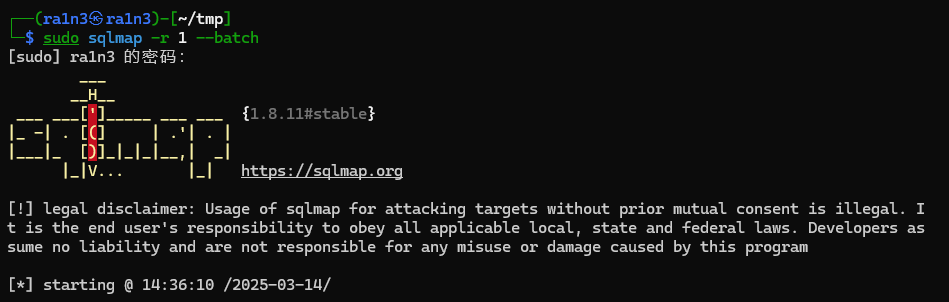 ┌──(ra1n3㉿ra1n3)-[~/tmp]
└─$ sudo sqlmap -r 1 --batch
[sudo] ra1n3 的密码：
        ___
       __H__
 ___ ___[']_____ ___ ___  {1.8.11#stable}
|_ -| . [(]     | .'| . |
|___|_  [)]_|_|_|__,|  _|
      |_|V...       |_|   https://sqlmap.org
[!] legal disclaimer: Usage of sqlmap for attacking targets without prior mutual consent is illegal. I
t is the end user's responsibility to obey all applicable local, state and federal laws. Developers as
sume no liability and are not responsible for any misuse or damage caused by this program
[*] starting @ 14:36:10 /2025-03-14/